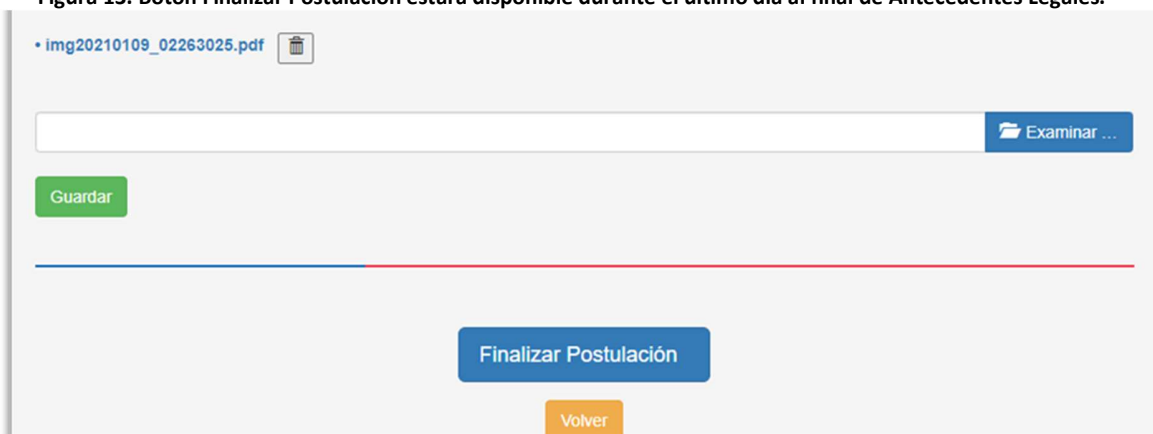 Figura 13: Botón Finalizar Postulación estará disponible durante el último día al final de Antecedentes Legales.
• img20210109_02263025.pdf
Examinar ...
Guardar
Finalizar Postulación
Volver